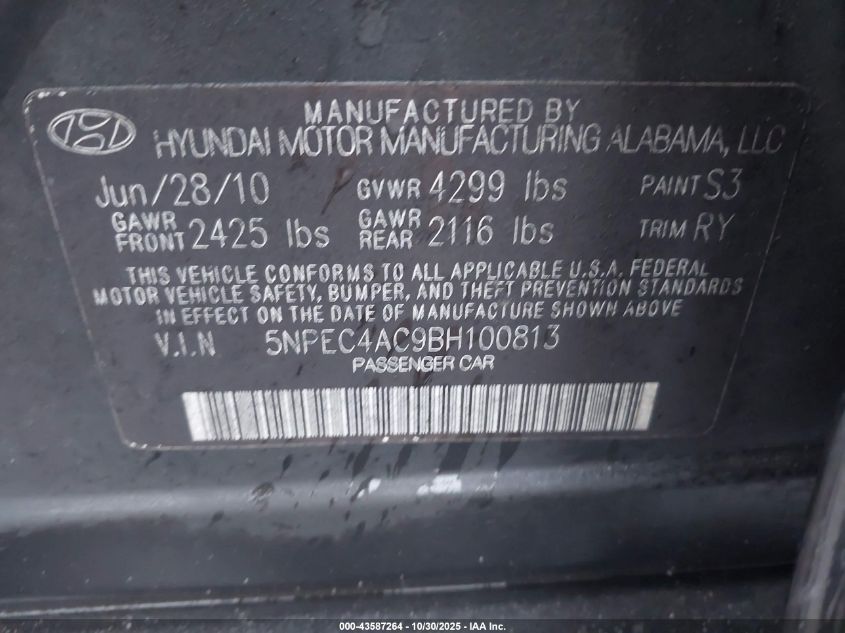 MANUFACTURED BY
HYUNDAI MOTOR MANUFACTURING ALABAMA, LLC
Jun/28/10 GVWR 4299 lbs PAINT S3
GAWR FRONT 2425 lbs GAWR REAR 2116 lbs TRIM RY
THIS VEHICLE CONFORMS TO ALL APPLICABLE U.S.A. FEDERAL
MOTOR VEHICLE SAFETY, BUMPER, AND THEFT PREVENTION STANDARDS
IN EFFECT ON THE DATE OF MANUFACTURE SHOWN ABOVE
V.I.N 5NPEC4AC9BH100813
PASSENGER CAR
000-43587264 - 10/30/2025 - IAA Inc.